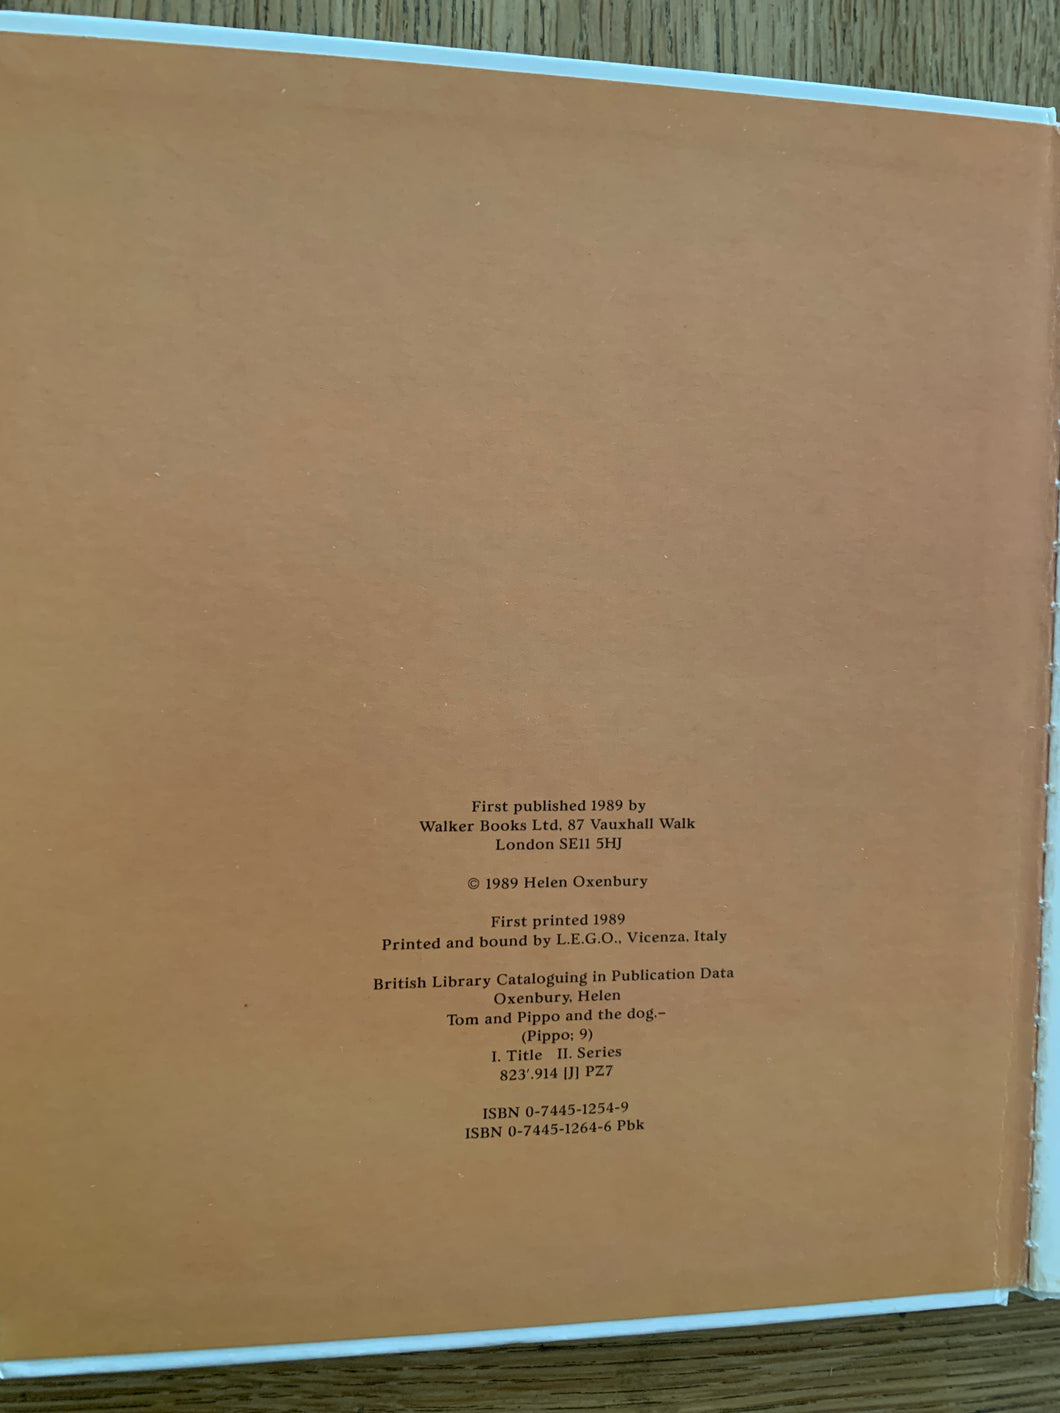 First published 1989 by
Walker Books Ltd, 87 Vauxhall Walk
London SE11 5HJ
© 1989 Helen Oxenbury
First printed 1989
Printed and bound by L.E.G.O., Vicenza, Italy
British Library Cataloguing in Publication Data
Oxenbury, Helen
Tom and Pippo and the dog.–
(Pippo; 9)
I. Title II. Series
823'.914 [J] PZ7
ISBN 0-7445-1254-9
ISBN 0-7445-1264-6 Pbk